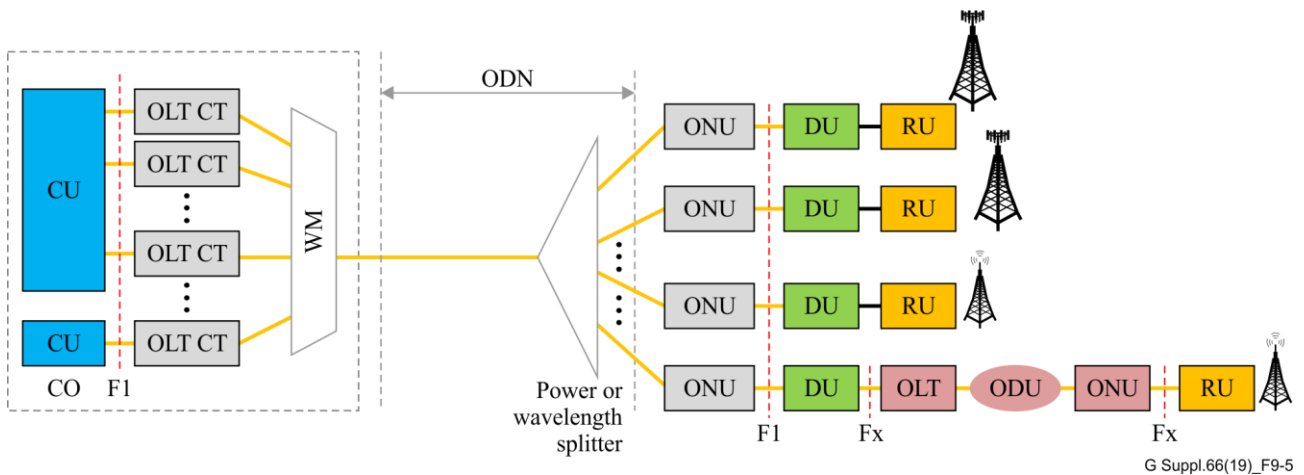 ODN
OLT CT
ONU
DU
RU
OLT CT
CU
ONU
DU
RU
WM
OLT CT
ONU
DU
RU
CU
OLT CT
ONU
DU
OLT
ODU
ONU
RU
CO
F1
Power or
wavelength
splitter
F1
Fx
Fx
G Suppl.66(19)_F9-5